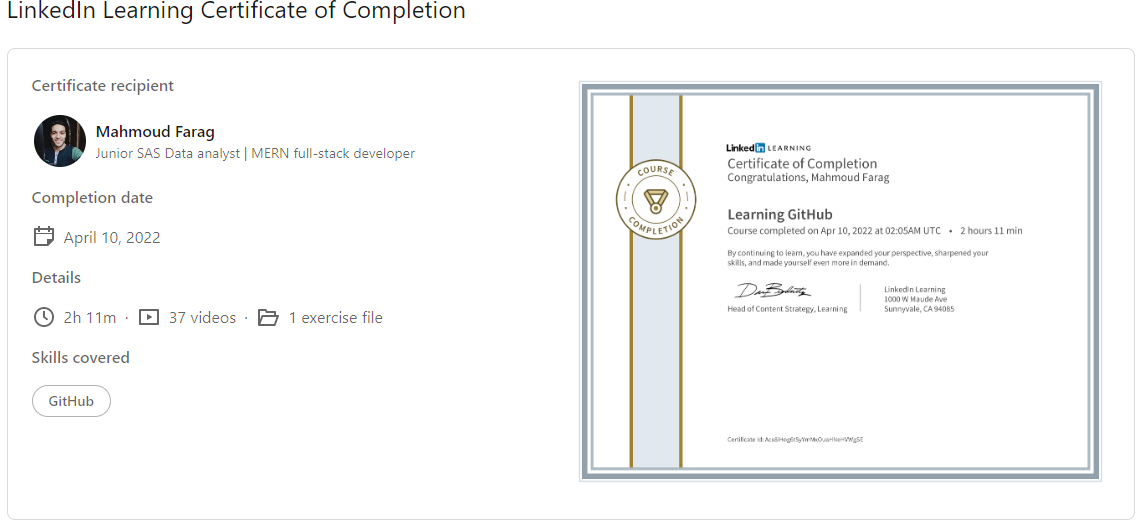 LinkedIn Learning Certificate of Completion
Certificate recipient
Mahmoud Farag
Junior SAS Data analyst | MERN full-stack developer
Completion date
April 10, 2022
Details
2h 11m · 37 videos · 1 exercise file
Skills covered
GitHub
COURSE
COMPLETION
Linked in LEARNING
Certificate of Completion
Congratulations, Mahmoud Farag
Learning GitHub
Course completed on Apr 10, 2022 at 02:05AM UTC • 2 hours 11 min
By continuing to learn, you have expanded your perspective, sharpened your
skills, and made yourself even more in demand.
Head of Content Strategy, Learning
LinkedIn Learning
1000 W Maude Ave
Sunnyvale, CA 94085
Certificate Id: